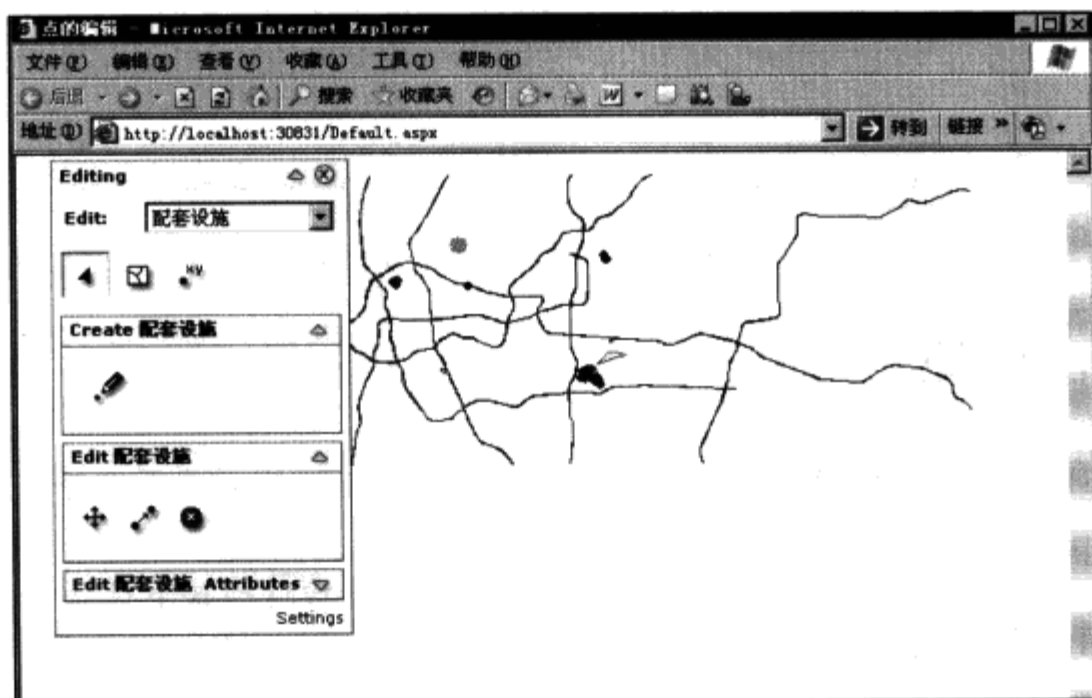 点的编辑 - Microsoft Internet Explorer
文件(F) 编辑(E) 查看(V) 收藏(A) 工具(T) 帮助(H)
后退 搜索 收藏夹
地址(D) http://localhost:30831/Default.aspx 转到 链接 »
Editing
Edit: 配套设施
XY
Create 配套设施
Edit 配套设施
Edit 配套设施 Attributes
Settings